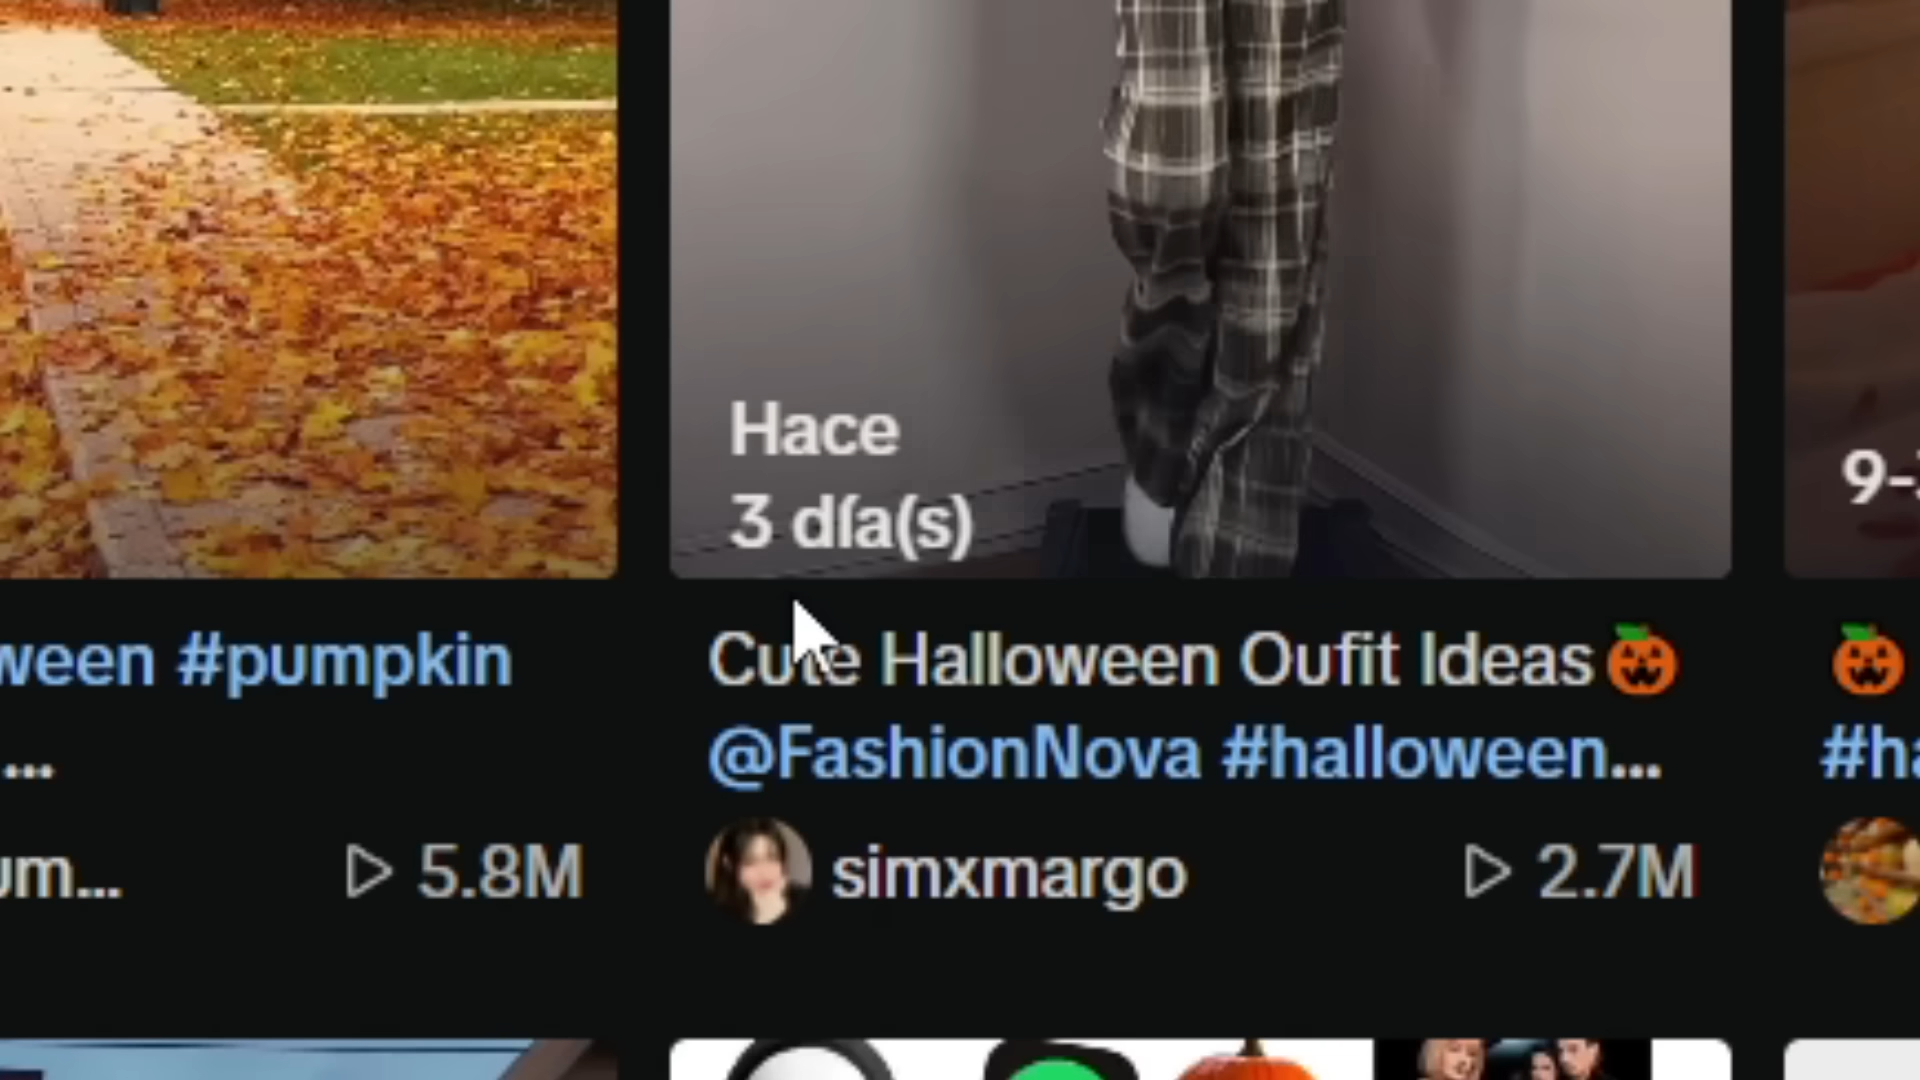 Hace
3 día(s)
9-
ween #pumpkin
...
um...
5.8M
Cute Halloween Oufit Ideas🎃
@FashionNova #halloween...
simxmargo
2.7M
🎃
#ha